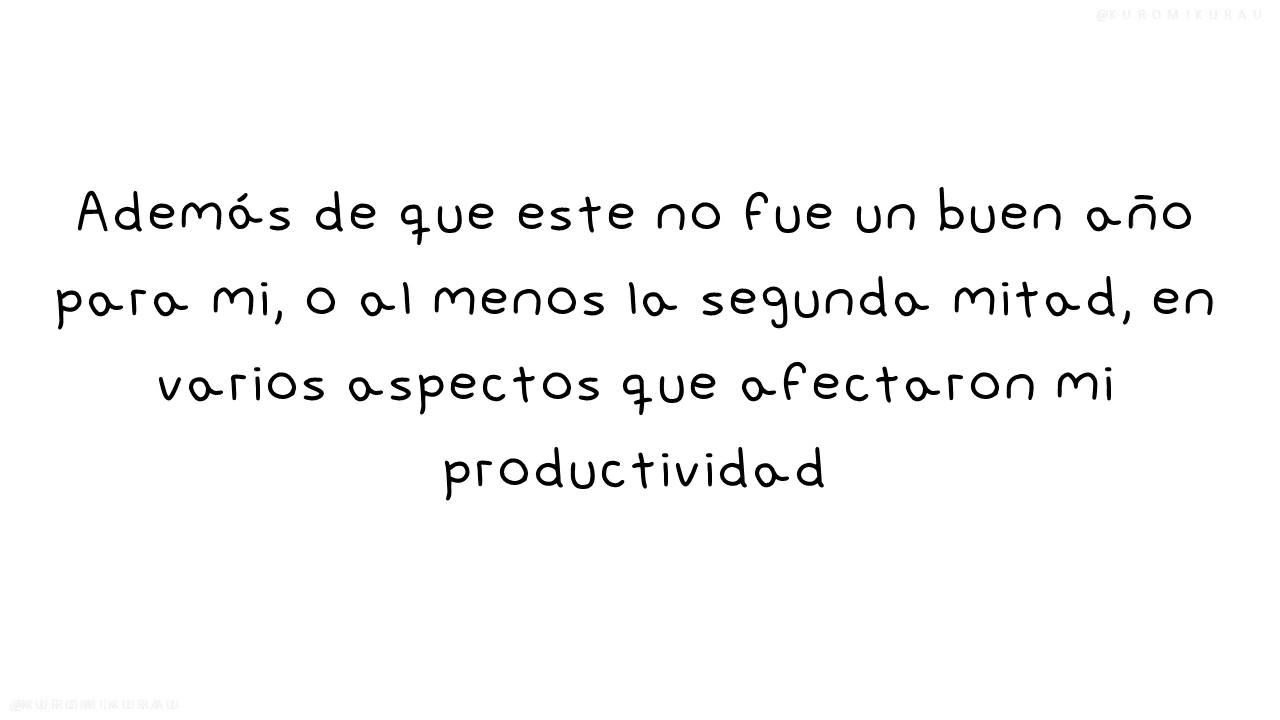 @KUROMIKURAU
Además de que este no fue un buen año
para mi, o al menos la segunda mitad, en
varios aspectos que afectaron mi
productividad
@KUROMIKURAU